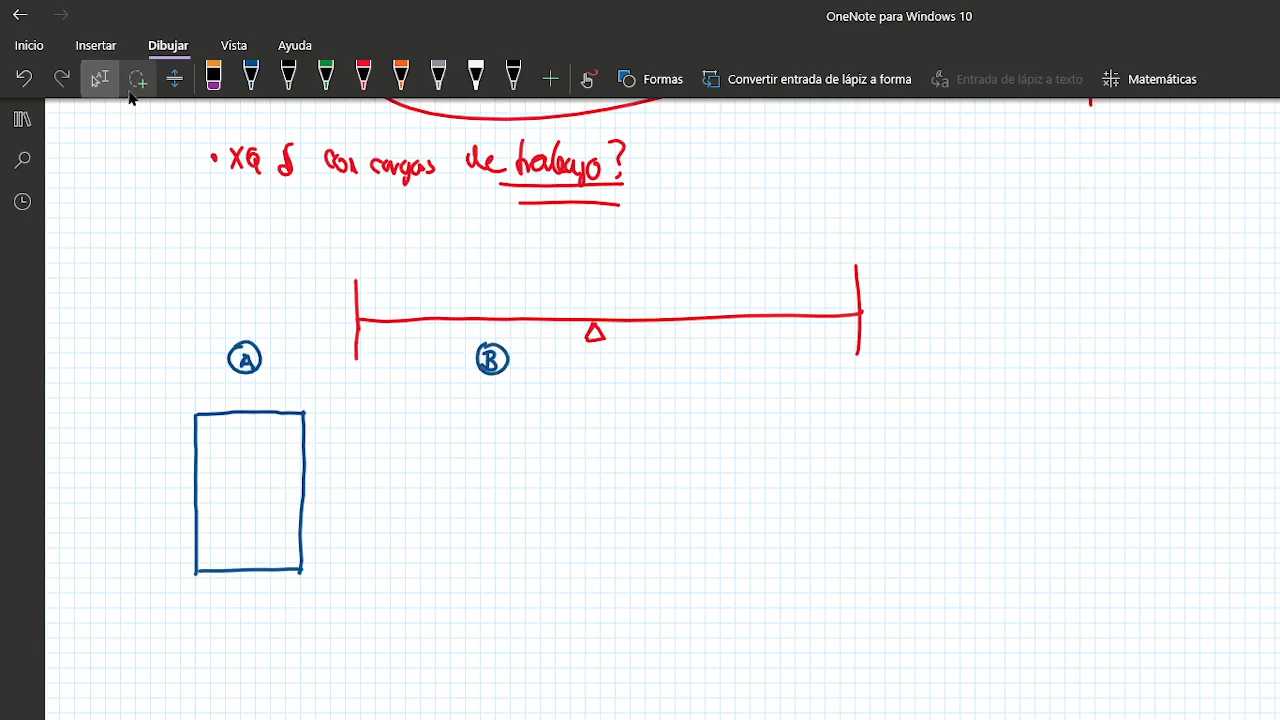 OneNote para Windows 10
Inicio Insertar Dibujar Vista Ayuda
Formas Convertir entrada de lápiz a forma Entrada de lápiz a texto Matemáticas
• XQ con cargas de trabajo?
A B